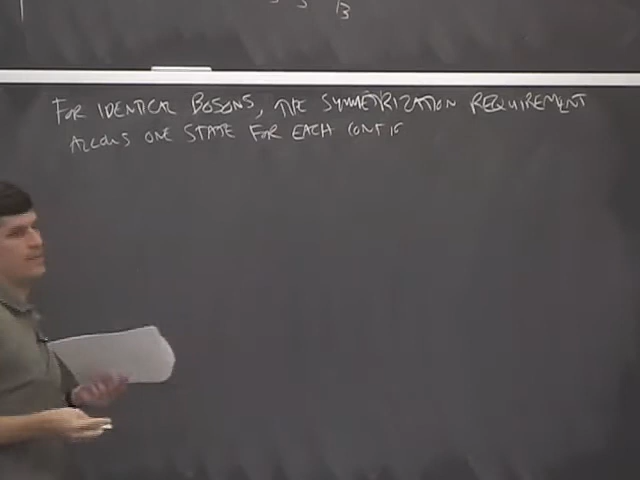 FOR IDENTICAL BOSONS, THE SYMMETRIZATION REQUIREMENT
ALLOWS ONE STATE FOR EACH CONFIG